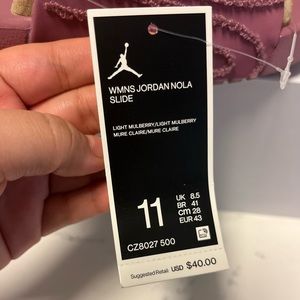 WMNS JORDAN NOLA
SLIDE
LIGHT MULBERRY/LIGHT MULBERRY
MURE CLAIRE/MURE CLAIRE
11
UK 8.5
BR 41
CM 28
EUR 43
CZ8027 500
Suggested Retail: USD $40.00